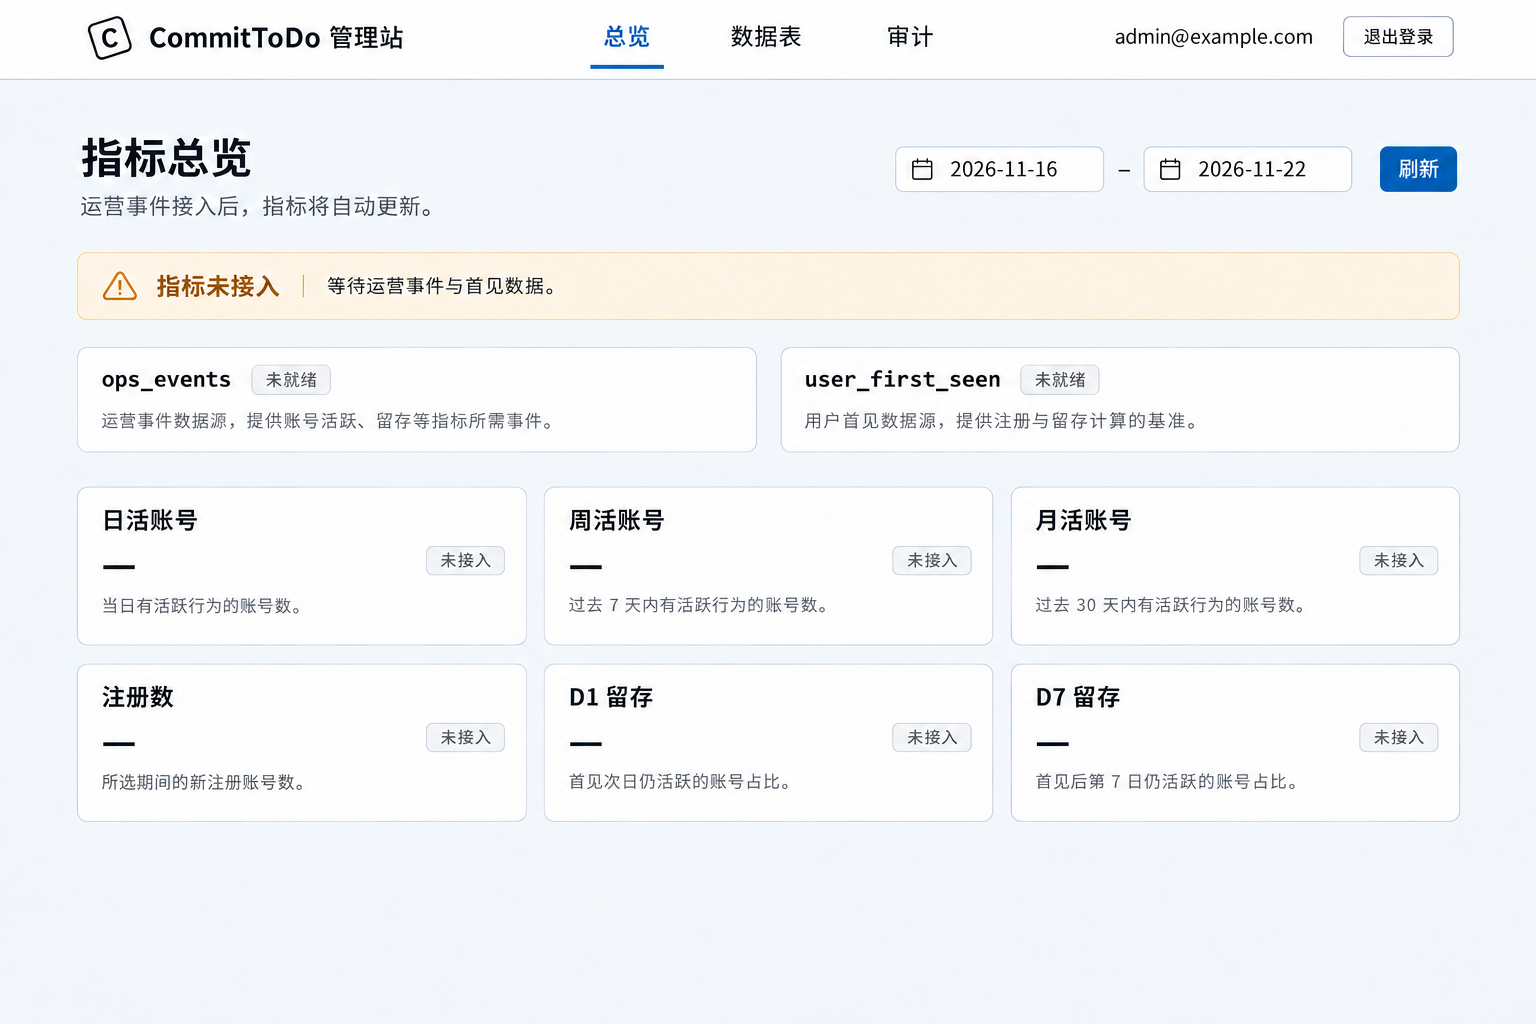 C CommitToDo 管理站 总览 数据表 审计 admin@example.com 退出登录
指标总览
2026-11-16 – 2026-11-22 刷新
运营事件接入后，指标将自动更新。
指标未接入 等待运营事件与首见数据。
ops_events 未就绪
运营事件数据源，提供账号活跃、留存等指标所需事件。
user_first_seen 未就绪
用户首见数据源，提供注册与留存计算的基准。
日活账号
— 未接入
当日有活跃行为的账号数。
周活账号
— 未接入
过去 7 天内有活跃行为的账号数。
月活账号
— 未接入
过去 30 天内有活跃行为的账号数。
注册数
— 未接入
所选期间的新注册账号数。
D1 留存
— 未接入
首见次日仍活跃的账号占比。
D7 留存
— 未接入
首见后第 7 日仍活跃的账号占比。